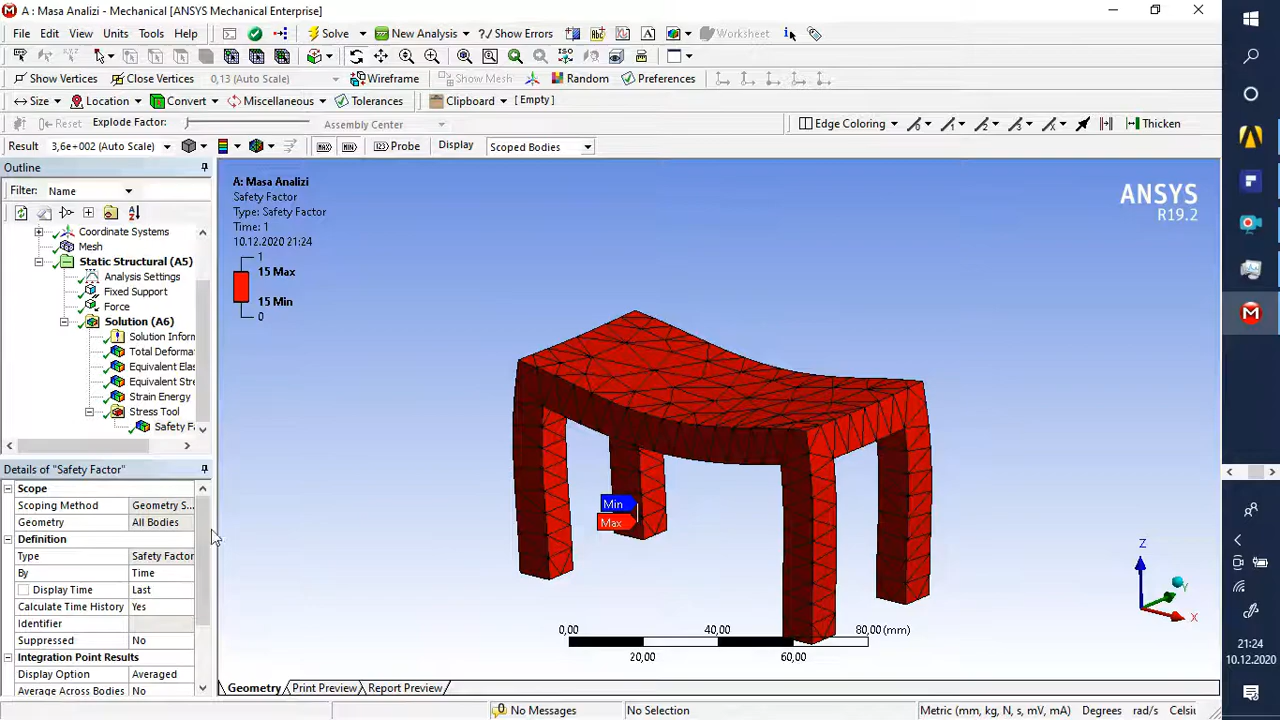 A : Masa Analizi - Mechanical [ANSYS Mechanical Enterprise]
File Edit View Units Tools Help Solve New Analysis Show Errors Worksheet
Show Vertices Close Vertices 0,13 (Auto Scale) Wireframe Show Mesh Random Preferences
Size Location Convert Miscellaneous Tolerances Clipboard [ Empty ]
Reset Explode Factor: Assembly Center Edge Coloring Thicken
Result 3,6e+002 (Auto Scale) Probe Display Scoped Bodies
Outline
Filter: Name
Coordinate Systems
Mesh
Static Structural (A5)
Analysis Settings
Fixed Support
Force
Solution (A6)
Solution Inform
Total Deforma
Equivalent Elas
Equivalent Stre
Strain Energy
Stress Tool
Safety Fa
Details of "Safety Factor"
Scope
Scoping Method Geometry S...
Geometry All Bodies
Definition
Type Safety Factor
By Time
Display Time Last
Calculate Time History Yes
Identifier
Suppressed No
Integration Point Results
Display Option Averaged
Average Across Bodies No
A: Masa Analizi
Safety Factor
Type: Safety Factor
Time: 1
10.12.2020 21:24
1
15 Max
15 Min
0
ANSYS
R19.2
Min
Max
0,00 40,00 80,00 (mm)
20,00 60,00
Z
Y
X
Geometry Print Preview Report Preview
0 No Messages No Selection Metric (mm, kg, N, s, mV, mA) Degrees rad/s Celsi
21:24
10.12.2020